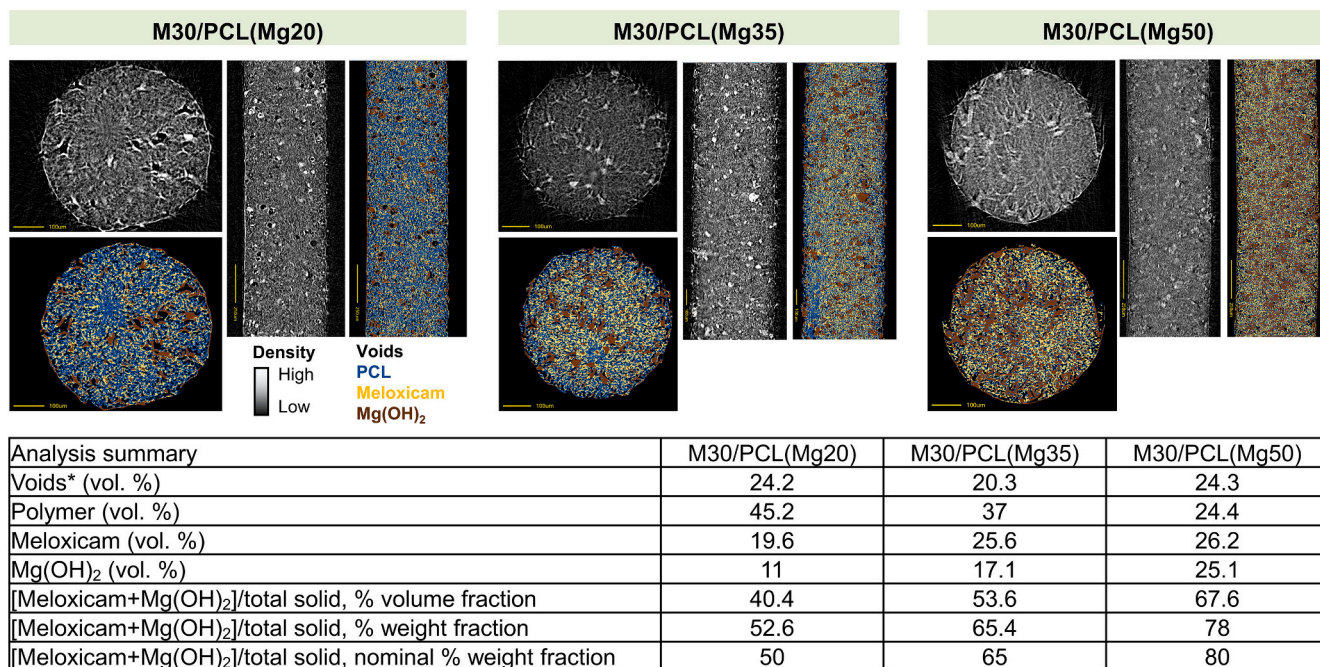 M30/PCL(Mg20)
M30/PCL(Mg35)
M30/PCL(Mg50)
100um
200um
250um
100um
100um
100um
200um
200um
100um
100um
100um
Density
High
Low
Voids
PCL
Meloxicam
Mg(OH)₂
Analysis summary M30/PCL(Mg20) M30/PCL(Mg35) M30/PCL(Mg50)
Voids* (vol. %) 24.2 20.3 24.3
Polymer (vol. %) 45.2 37 24.4
Meloxicam (vol. %) 19.6 25.6 26.2
Mg(OH)₂ (vol. %) 11 17.1 25.1
[Meloxicam+Mg(OH)₂]/total solid, % volume fraction 40.4 53.6 67.6
[Meloxicam+Mg(OH)₂]/total solid, % weight fraction 52.6 65.4 78
[Meloxicam+Mg(OH)₂]/total solid, nominal % weight fraction 50 65 80